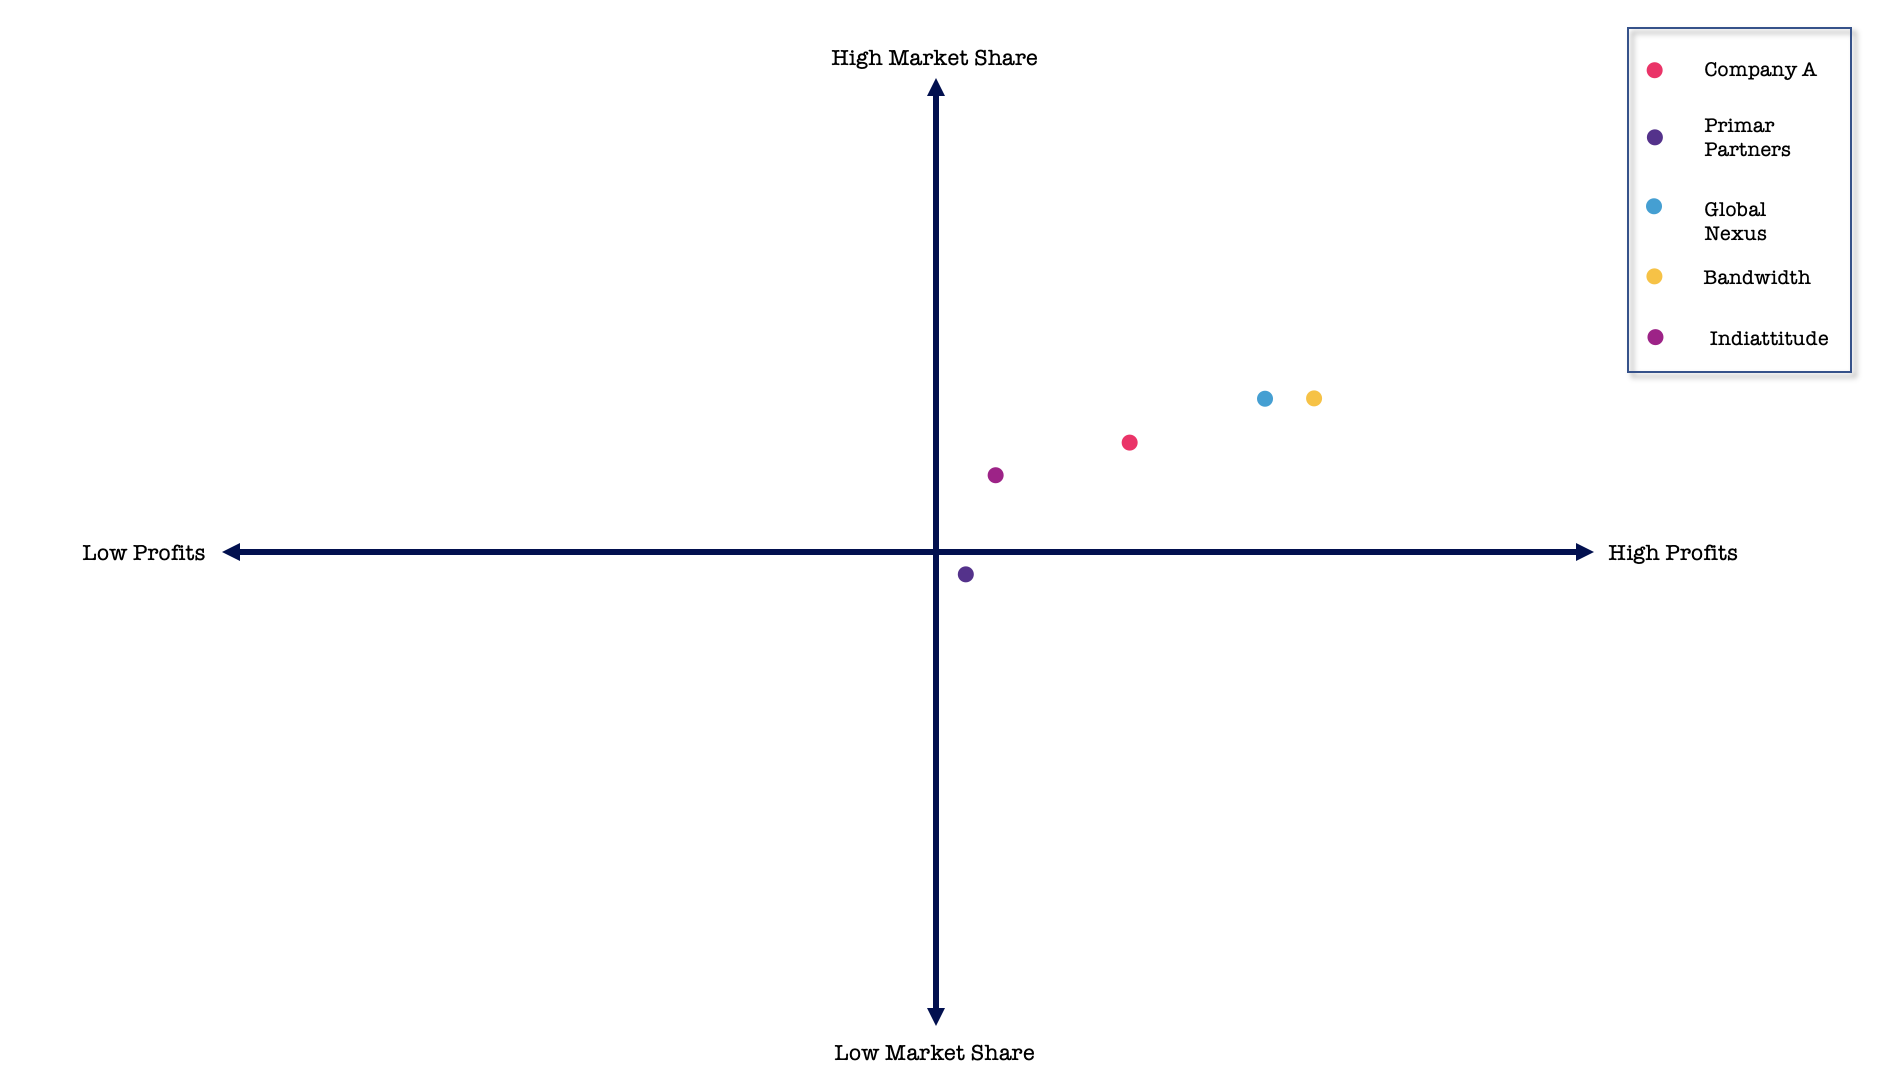 High Market Share
Company A
Primar
Partners
Global
Nexus
Bandwidth
Indiattitude
Low Profits
High Profits
Low Market Share